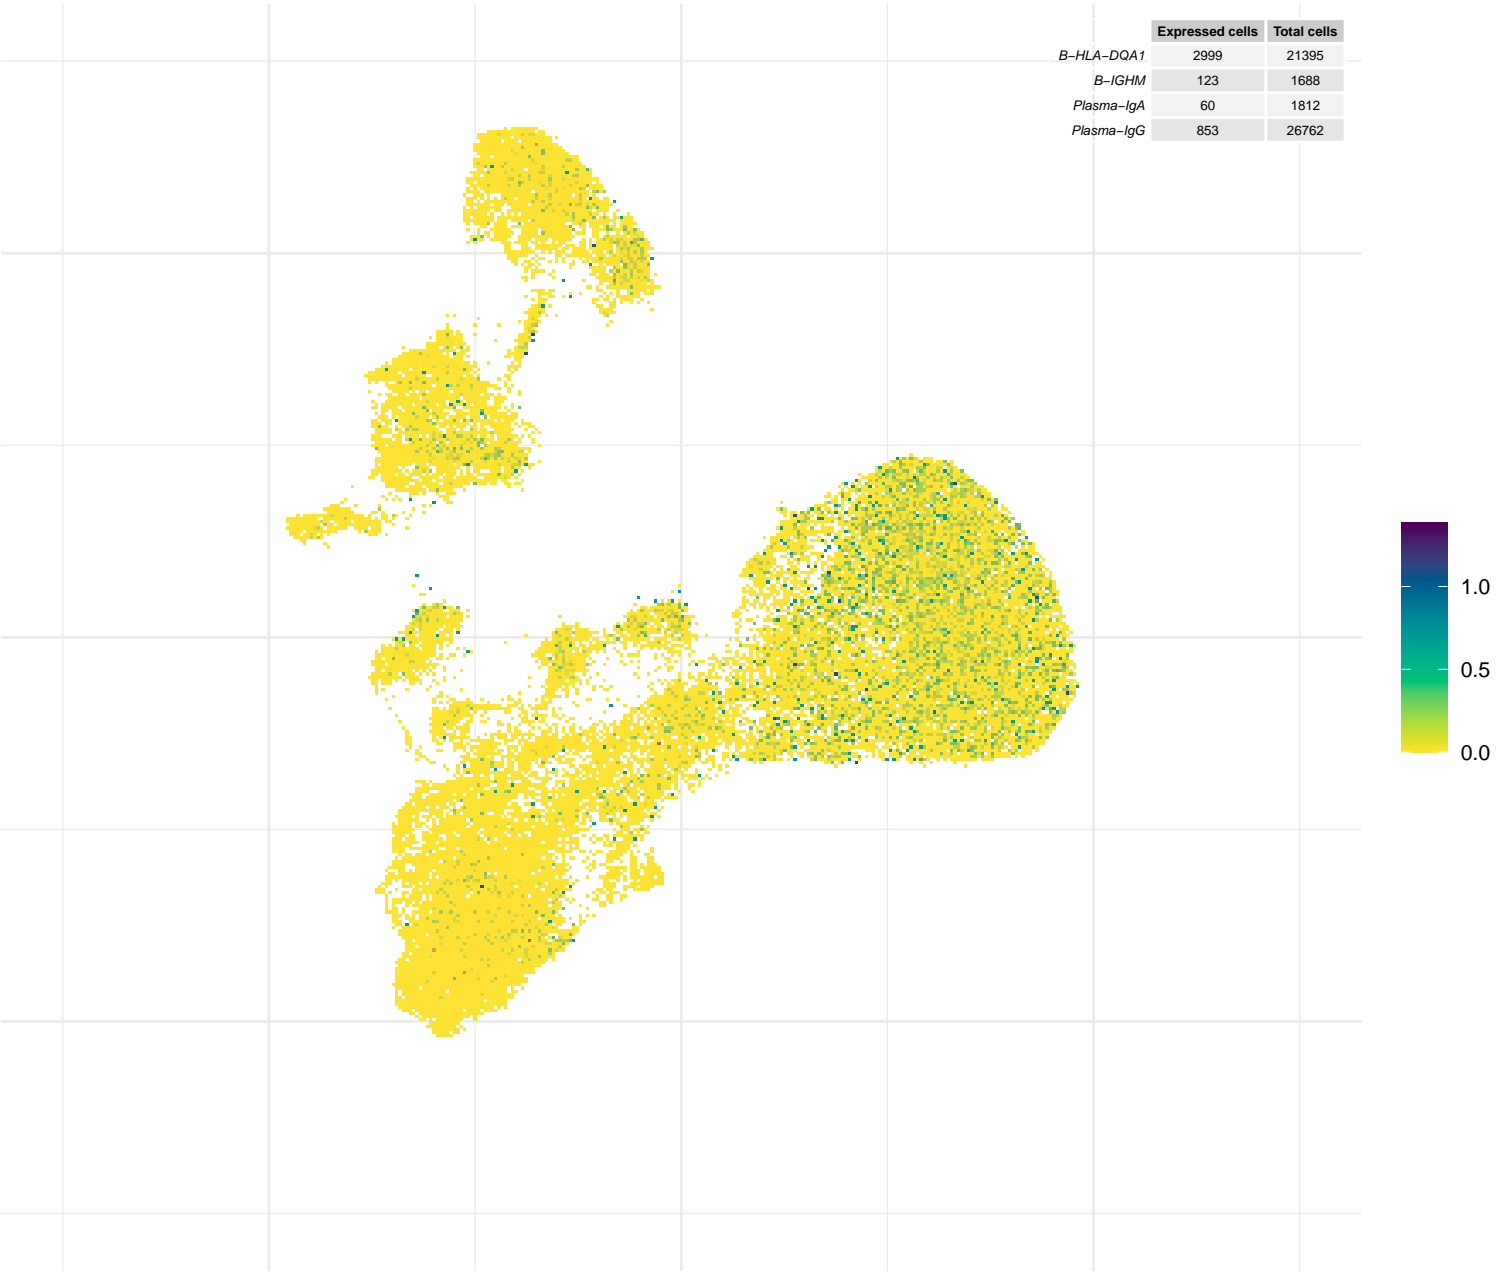 Expressed cells Total cells
B−HLA−DQA1 2999 21395
B−IGHM 123 1688
Plasma−IgA 60 1812
Plasma−IgG 853 26762
1.0
0.5
0.0